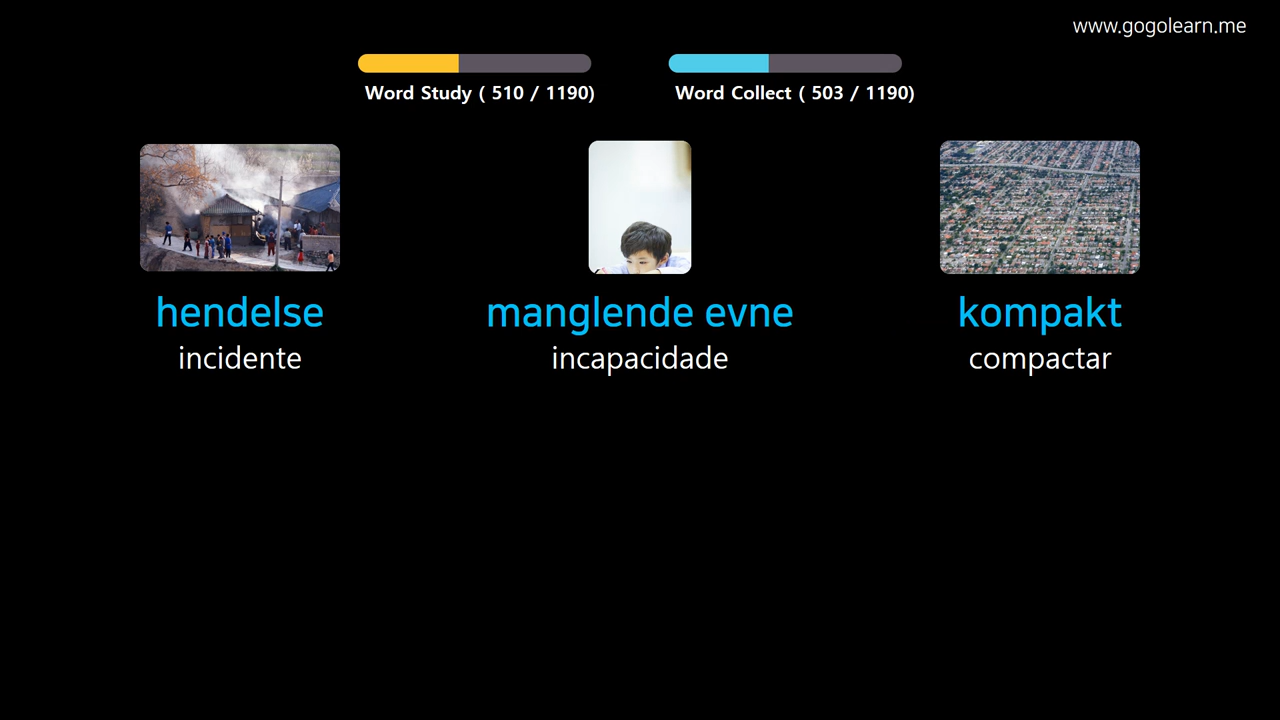 www.gogolearn.me
Word Study ( 510 / 1190)
Word Collect ( 503 / 1190)
hendelse
incidente
manglende evne
incapacidade
kompakt
compactar